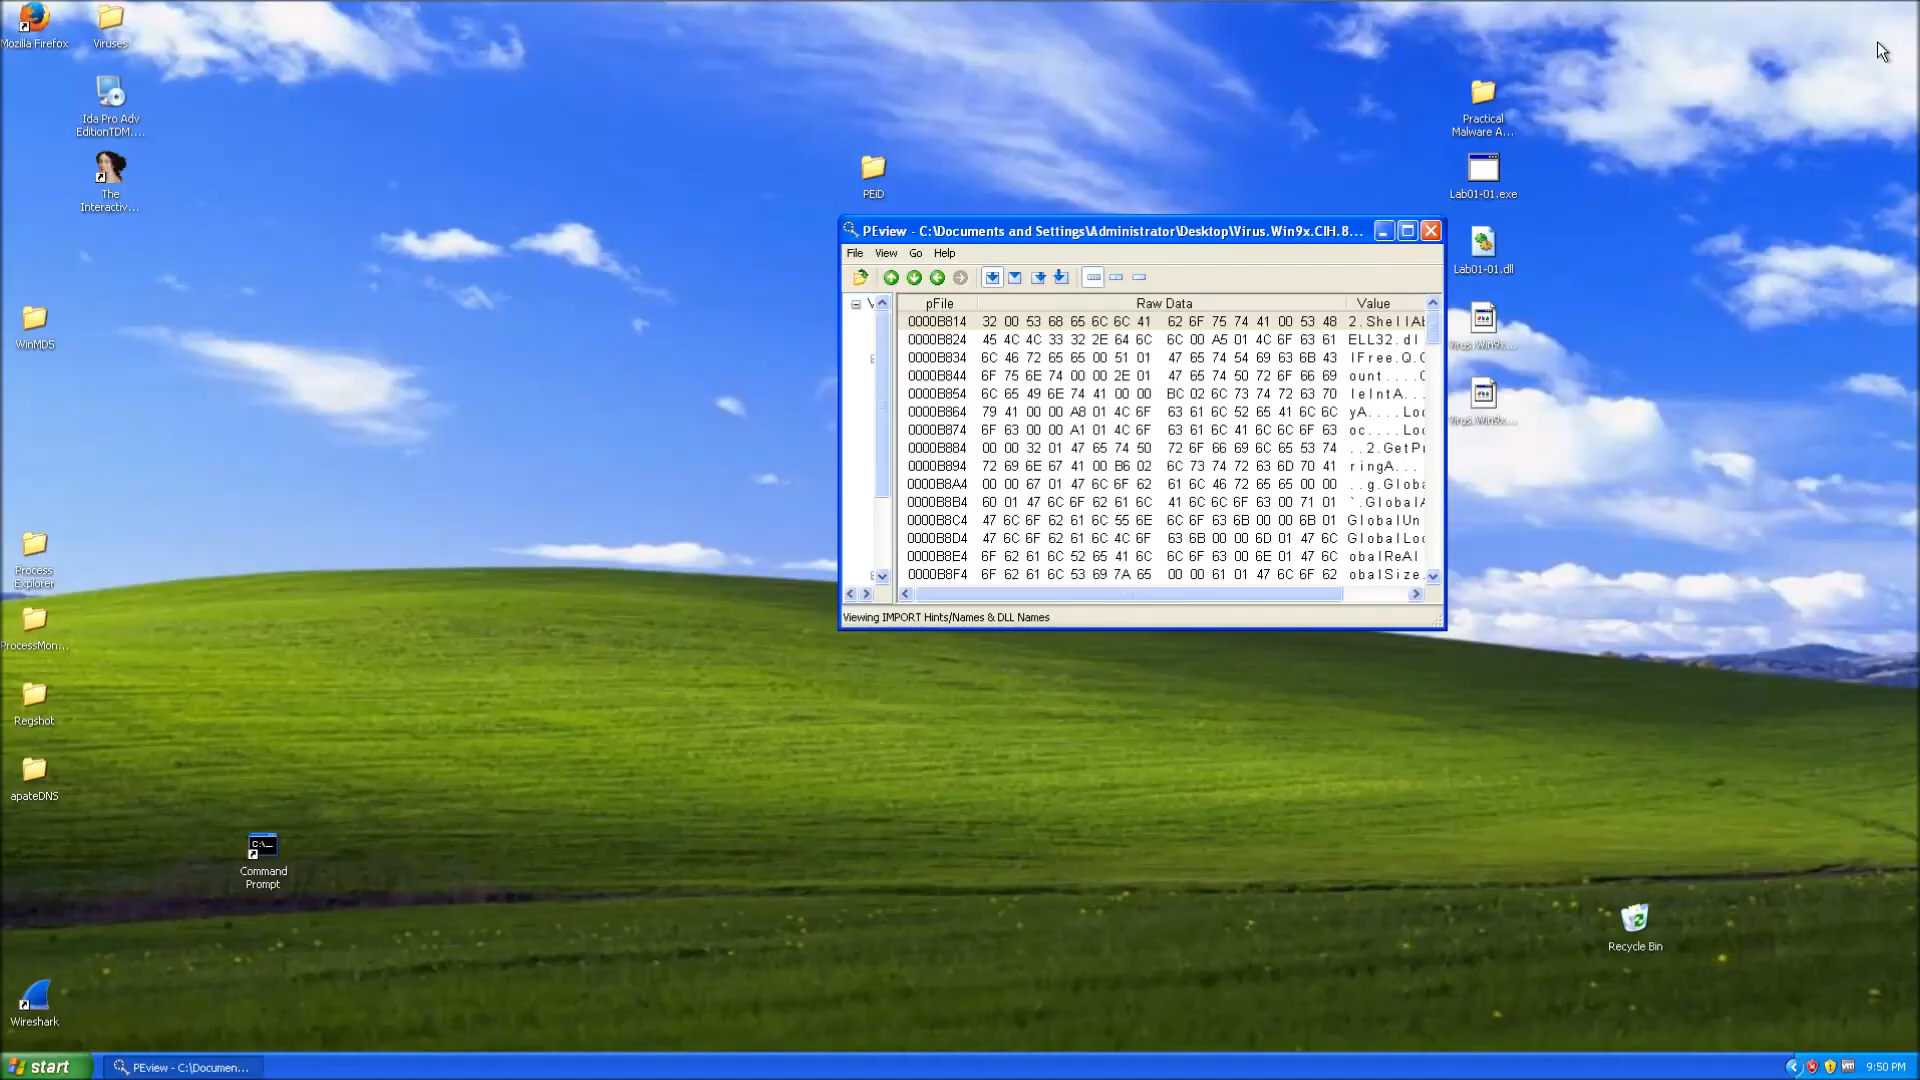 Mozilla Firefox
Viruses
Ida Pro Adv
EditionTDM....
The
Interactiv...
WinMD5
Process
Explorer
ProcessMon...
Regshot
apateDNS
Command
Prompt
Wireshark
PEiD
Practical
Malware A...
Lab01-01.exe
Lab01-01.dll
Virus.Win9x....
Virus.Win9x....
Recycle Bin
PEview - C:\Documents and Settings\Administrator\Desktop\Virus.Win9x.CIH.8...
File View Go Help
pFile Raw Data Value
0000B814 32 00 53 68 65 6C 6C 41 62 6F 75 74 41 00 53 48 2.ShellAb
0000B824 45 4C 4C 33 32 2E 64 6C 6C 00 A5 01 4C 6F 63 61 ELL32.dl
0000B834 6C 46 72 65 65 00 51 01 47 65 74 54 69 63 6B 43 lFree.Q.G
0000B844 6F 75 6E 74 00 00 2E 01 47 65 74 50 72 6F 66 69 ount....G
0000B854 6C 65 49 6E 74 41 00 00 BC 02 6C 73 74 72 63 70 leIntA...
0000B864 79 41 00 00 A8 01 4C 6F 63 61 6C 52 65 41 6C 6C yA....Loc
0000B874 6F 63 00 00 A1 01 4C 6F 63 61 6C 41 6C 6C 6F 63 oc....Loc
0000B884 00 00 32 01 47 65 74 50 72 6F 66 69 6C 65 53 74 ..2.GetPr
0000B894 72 69 6E 67 41 00 B6 02 6C 73 74 72 63 6D 70 41 ringA...
0000B8A4 00 00 67 01 47 6C 6F 62 61 6C 46 72 65 65 00 00 ..g.Globa
0000B8B4 60 01 47 6C 6F 62 61 6C 41 6C 6C 6F 63 00 71 01 `.GlobalA
0000B8C4 47 6C 6F 62 61 6C 55 6E 6C 6F 63 6B 00 00 6B 01 GlobalUn
0000B8D4 47 6C 6F 62 61 6C 4C 6F 63 6B 00 00 6D 01 47 6C GlobalLoc
0000B8E4 6F 62 61 6C 52 65 41 6C 6C 6F 63 00 6E 01 47 6C obalReAl
0000B8F4 6F 62 61 6C 53 69 7A 65 00 00 61 01 47 6C 6F 62 obalSize.
Viewing IMPORT Hints/Names & DLL Names
start
PEview - C:\Documen...
9:50 PM